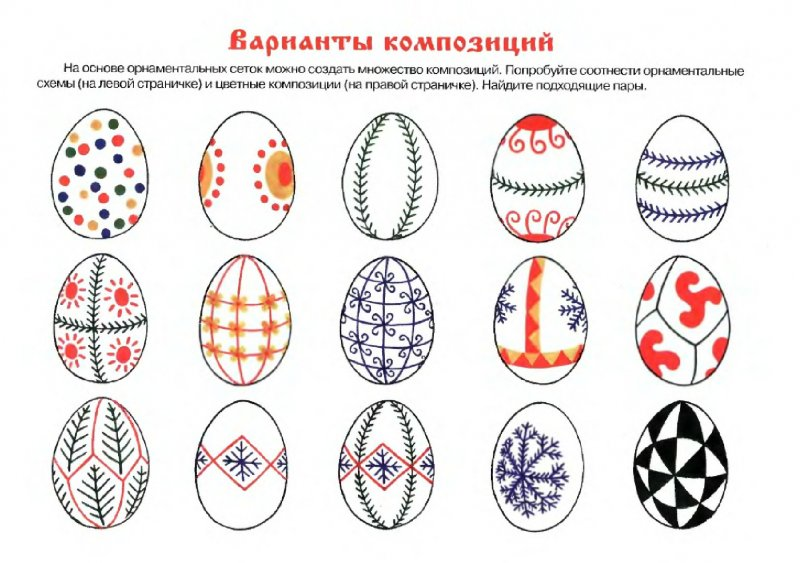 Варианты композиций
На основе орнаментальных сеток можно создать множество композиций. Попробуйте соотнести орнаментальные
схемы (на левой страничке) и цветные композиции (на правой страничке). Найдите подходящие пары.